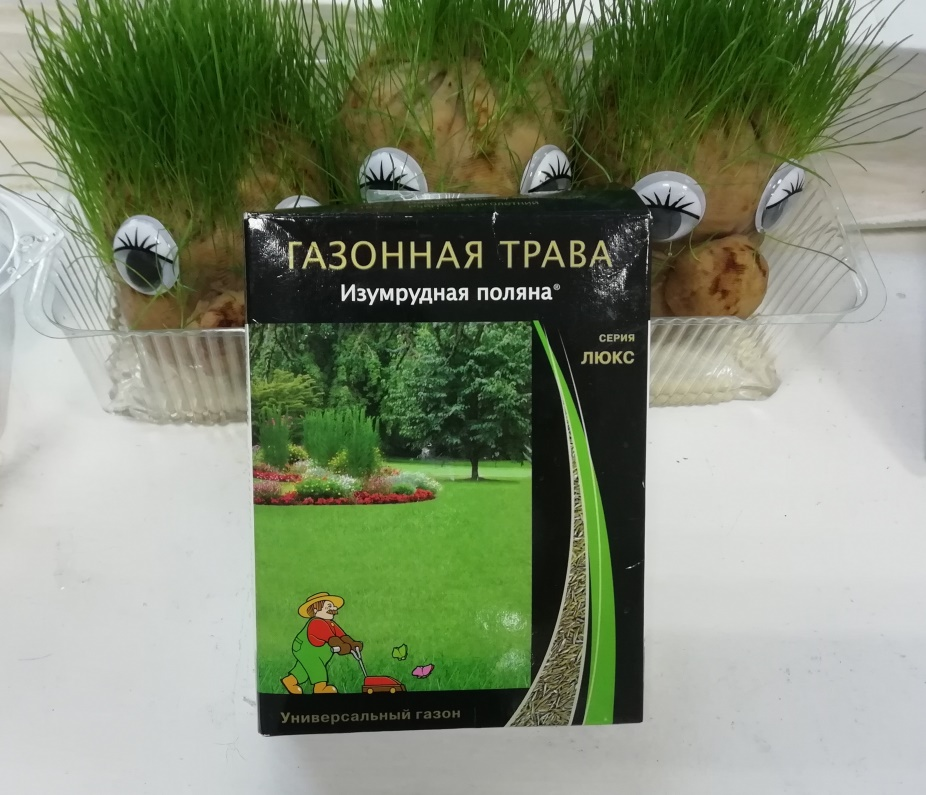 ГАЗОННАЯ ТРАВА
Изумрудная поляна®
СЕРИЯ
ЛЮКС
Универсальный газон